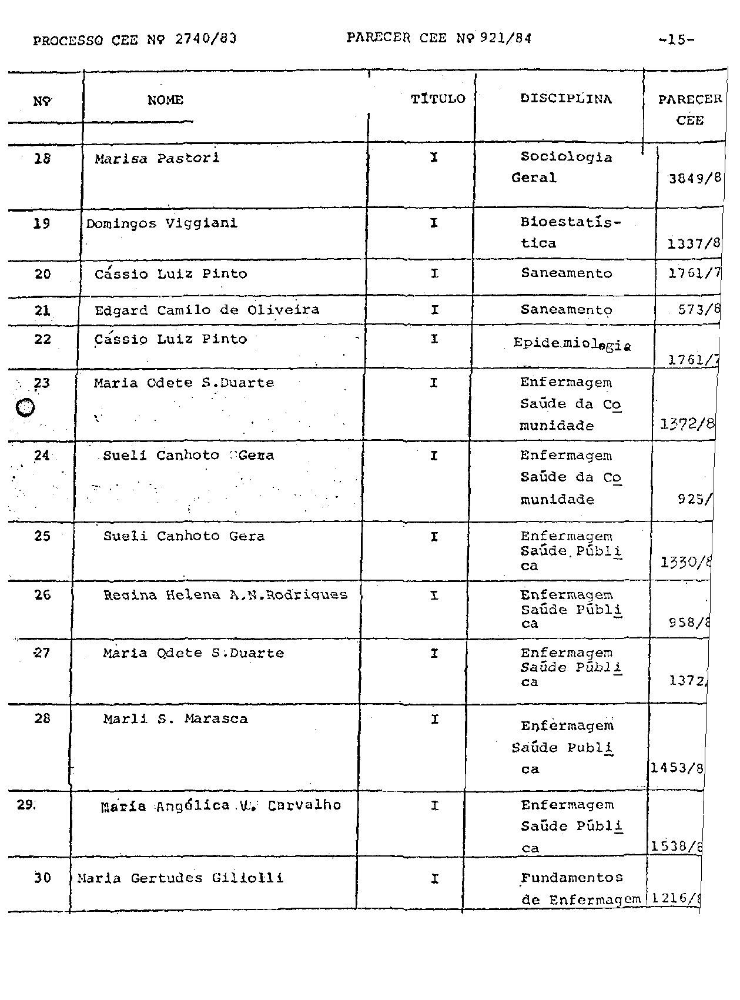 PROCESSO CEE Nº 2740/83 PARECER CEE Nº 921/84 -15-
Nº NOME TÍTULO DISCIPLINA PARECER
CEE
18 Marisa Pastori I Sociologia
Geral 3849/8
19 Domingos Viggiani I Bioestatís-
tica 1337/8
20 Cássio Luiz Pinto I Saneamento 1761/7
21 Edgard Camilo de Oliveira I Saneamento 573/8
22 Cássio Luiz Pinto I Epidemiologia
1761/7
23 Maria Odete S.Duarte I Enfermagem
Saúde da Co
munidade 1372/8
24 Sueli Canhoto Gera I Enfermagem
Saúde da Co
munidade 925/
25 Sueli Canhoto Gera I Enfermagem
Saúde Públi
ca 1330/8
26 Regina Helena A.N.Rodrigues I Enfermagem
Saúde Públi
ca 958/8
27 Maria Odete S.Duarte I Enfermagem
Saúde Públi
ca 1372/
28 Marli S. Marasca I Enfermagem
Saúde Publi
ca 1453/8
29. Maria Angélica Carvalho I Enfermagem
Saúde Públi
ca 1538/8
30 Maria Gertudes Giliolli I Fundamentos
de Enfermagem 1216/8